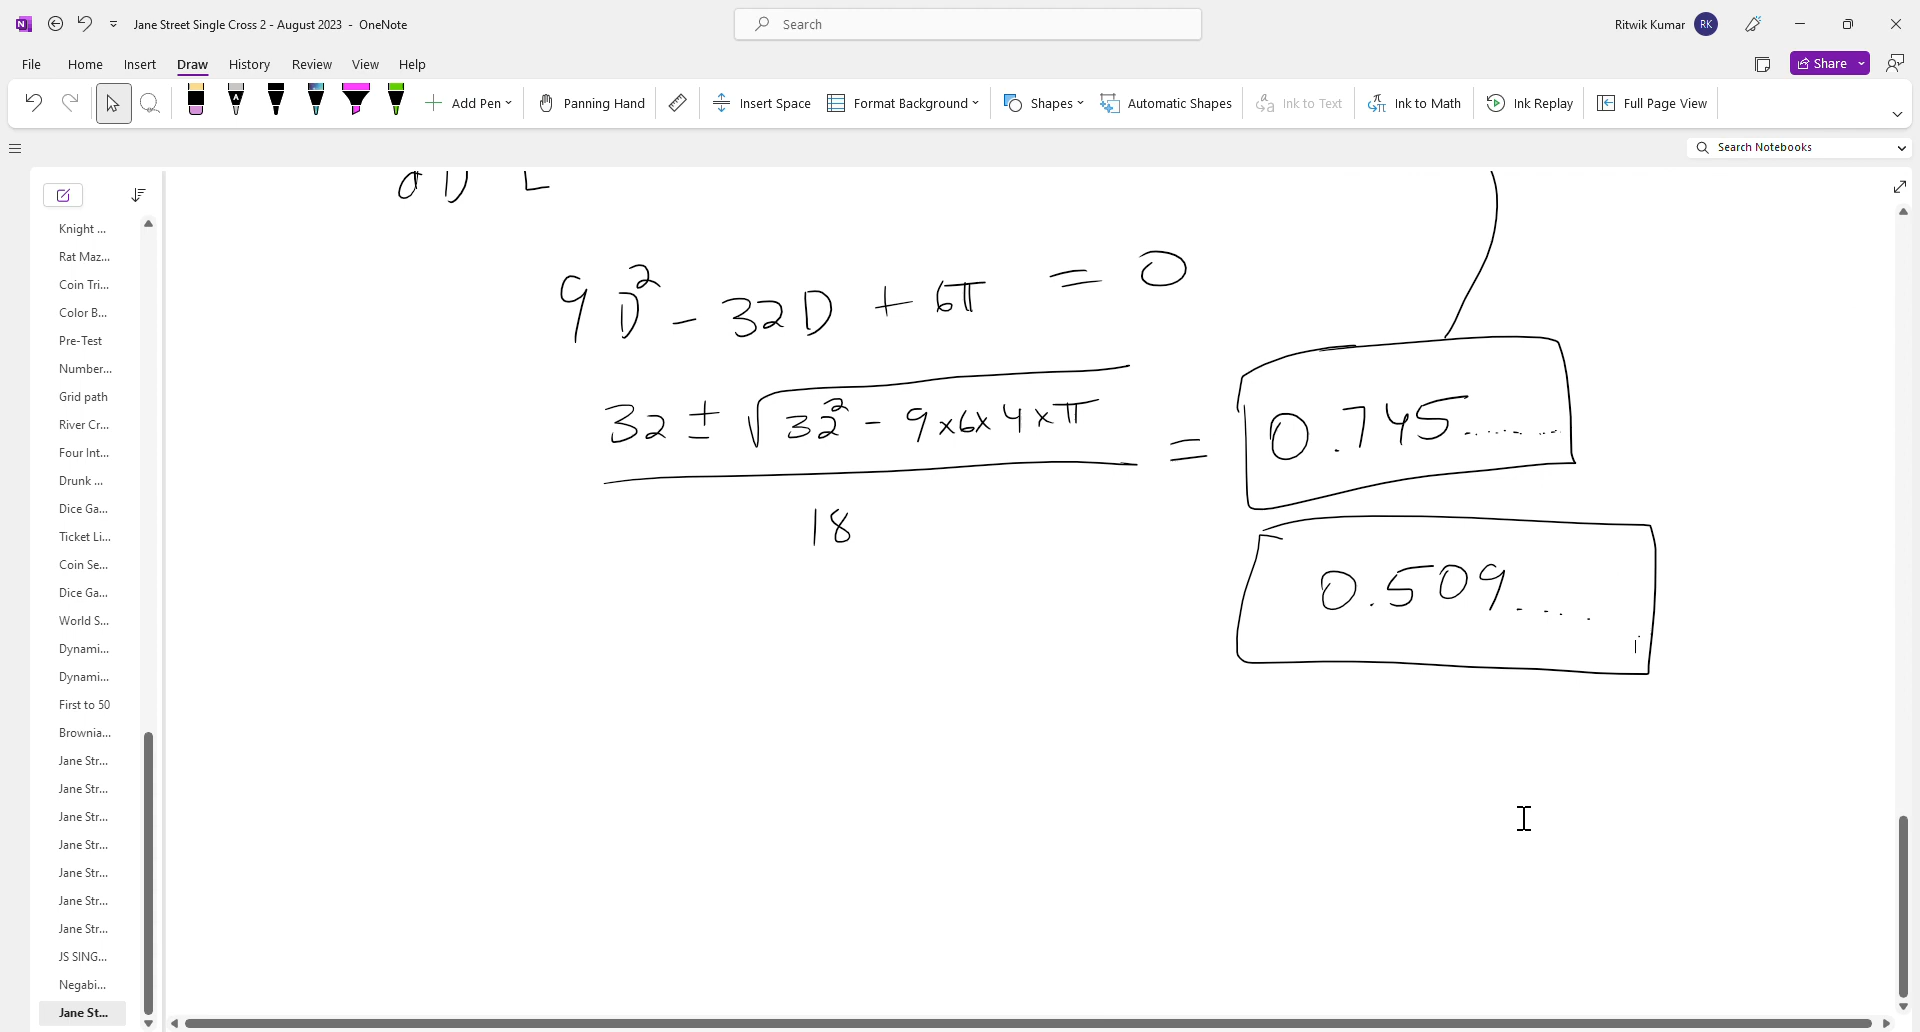 Jane Street Single Cross 2 - August 2023 - OneNote
Search
Ritwik Kumar RK
File Home Insert Draw History Review View Help
Share
Add Pen Panning Hand Insert Space Format Background Shapes Automatic Shapes Ink to Text Ink to Math Ink Replay Full Page View
Search Notebooks
Knight ...
Rat Maz...
Coin Tri...
Color B...
Pre-Test
Number...
Grid path
River Cr...
Four Int...
Drunk ...
Dice Ga...
Ticket Li...
Coin Se...
Dice Ga...
World S...
Dynami...
Dynami...
First to 50
Brownia...
Jane Str...
Jane Str...
Jane Str...
Jane Str...
Jane Str...
Jane Str...
Jane Str...
JS SING...
Negabi...
Jane St...
9D² - 32D + 6π = 0
32 ± √32² - 9x6x4xπ
18
= 0.745........
0.509....